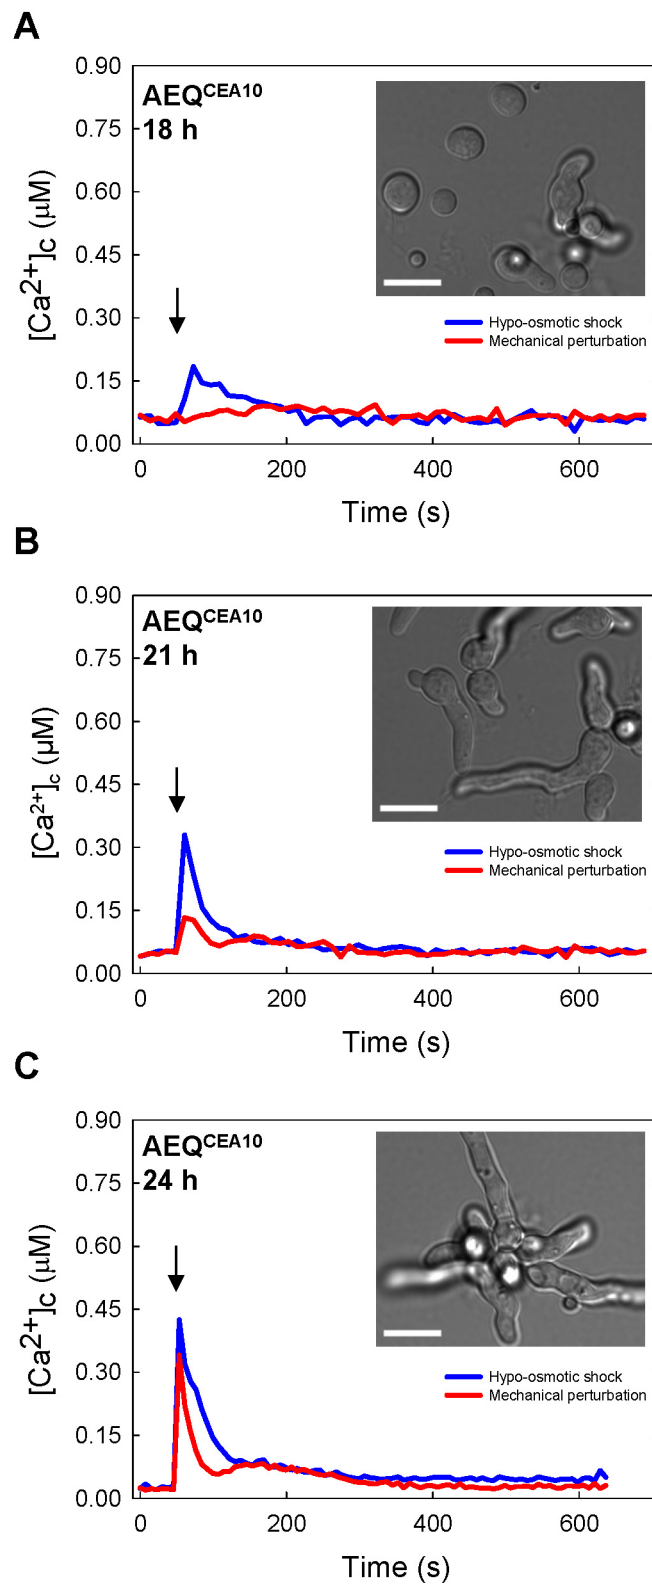 A
AEQ^CEA10
18 h
0.90
0.75
0.60
0.45
0.30
0.15
0.00
[Ca²⁺]c (μM)
Hypo-osmotic shock
Mechanical perturbation
0 200 400 600
Time (s)
B
AEQ^CEA10
21 h
0.90
0.75
0.60
0.45
0.30
0.15
0.00
[Ca²⁺]c (μM)
Hypo-osmotic shock
Mechanical perturbation
0 200 400 600
Time (s)
C
AEQ^CEA10
24 h
0.90
0.75
0.60
0.45
0.30
0.15
0.00
[Ca²⁺]c (μM)
Hypo-osmotic shock
Mechanical perturbation
0 200 400 600
Time (s)